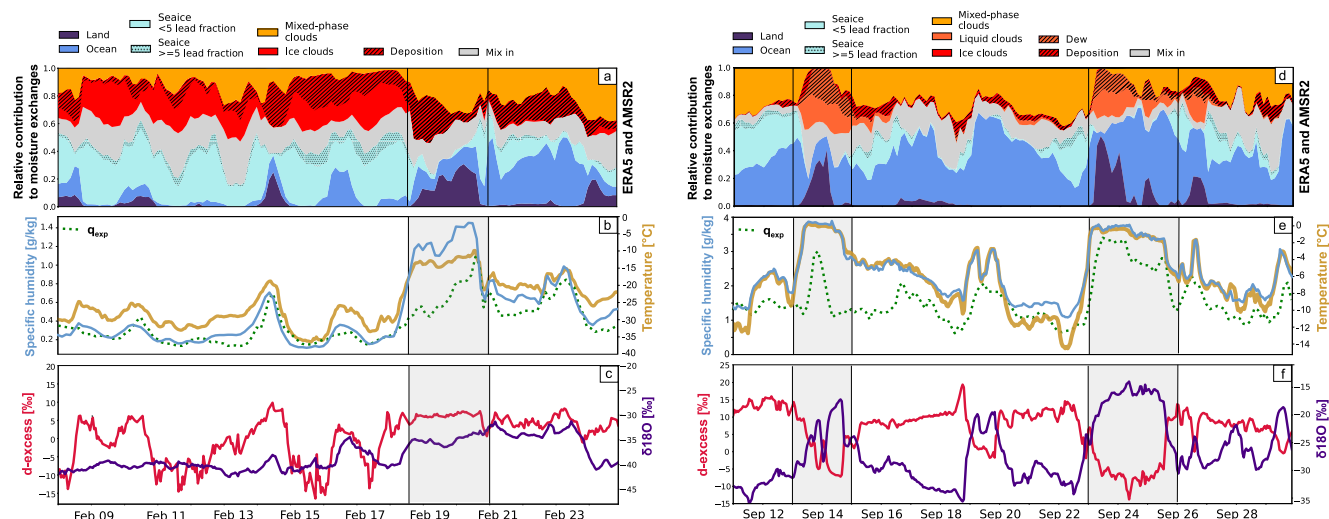 Land
Ocean
Seaice
<5 lead fraction
Seaice
>=5 lead fraction
Mixed-phase
clouds
Ice clouds
Deposition
Mix in
Relative contribution
to moisture exchanges
1.0
0.8
0.6
0.4
0.2
0.0
a
ERA5 and AMSR2
Specific humidity [g/kg]
1.4
1.2
1.0
0.8
0.6
0.4
0.2
q_exp
b
0
−5
−10
−15
−20
−25
−30
−35
−40
Temperature [°C]
d-excess [‰]
20
15
10
5
0
−5
−10
−15
c
−20
−25
−30
−35
−40
−45
δ18O [‰]
Feb 09
Feb 11
Feb 13
Feb 15
Feb 17
Feb 19
Feb 21
Feb 23
Land
Ocean
Seaice
<5 lead fraction
Seaice
>=5 lead fraction
Mixed-phase
clouds
Liquid clouds
Ice clouds
Dew
Deposition
Mix in
Relative contribution
to moisture exchanges
1.0
0.8
0.6
0.4
0.2
0.0
d
ERA5 and AMSR2
Specific humidity [g/kg]
4
3
2
1
0
q_exp
e
0
−2
−4
−6
−8
−10
−12
−14
Temperature [°C]
d-excess [‰]
25
20
15
10
5
0
−5
−10
−15
f
−15
−20
−25
−30
−35
δ18O [‰]
Sep 12
Sep 14
Sep 16
Sep 18
Sep 20
Sep 22
Sep 24
Sep 26
Sep 28